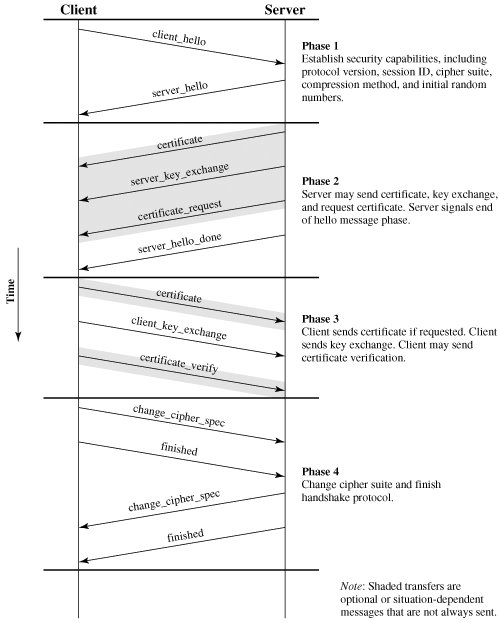 Client
Server
client_hello
server_hello
Phase 1
Establish security capabilities, including
protocol version, session ID, cipher suite,
compression method, and initial random
numbers.
certificate
server_key_exchange
certificate_request
server_hello_done
Phase 2
Server may send certificate, key exchange,
and request certificate. Server signals end
of hello message phase.
Time
certificate
client_key_exchange
certificate_verify
Phase 3
Client sends certificate if requested. Client
sends key exchange. Client may send
certificate verification.
change_cipher_spec
finished
change_cipher_spec
finished
Phase 4
Change cipher suite and finish
handshake protocol.
Note: Shaded transfers are
optional or situation-dependent
messages that are not always sent.